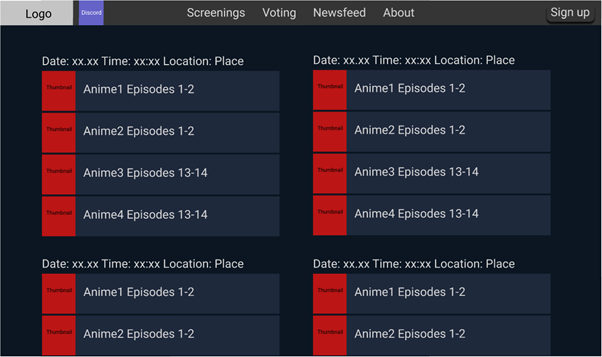 Logo
Discord
Screenings Voting Newsfeed About
Sign up
Date: xx.xx Time: xx:xx Location: Place
Thumbnail Anime1 Episodes 1-2
Thumbnail Anime2 Episodes 1-2
Thumbnail Anime3 Episodes 13-14
Thumbnail Anime4 Episodes 13-14
Date: xx.xx Time: xx:xx Location: Place
Thumbnail Anime1 Episodes 1-2
Thumbnail Anime2 Episodes 1-2
Thumbnail Anime3 Episodes 13-14
Thumbnail Anime4 Episodes 13-14
Date: xx.xx Time: xx:xx Location: Place
Thumbnail Anime1 Episodes 1-2
Thumbnail Anime2 Episodes 1-2
Date: xx.xx Time: xx:xx Location: Place
Thumbnail Anime1 Episodes 1-2
Thumbnail Anime2 Episodes 1-2